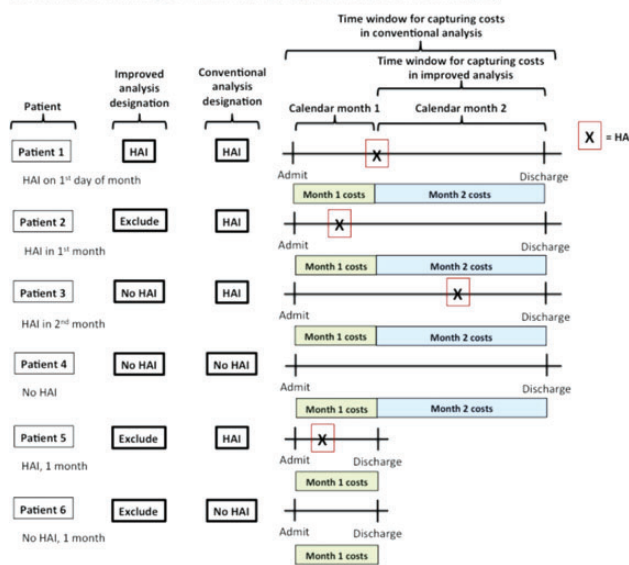 Time window for capturing costs
in conventional analysis
Time window for capturing costs
in improved analysis
Improved
analysis
designation
Conventional
analysis
designation
Patient
Calendar month 1
Calendar month 2
X = HA
Patient 1
HAI
HAI
X
HAI on 1st day of month
Admit
Discharge
Month 1 costs
Month 2 costs
Patient 2
Exclude
HAI
X
HAI in 1st month
Admit
Discharge
Month 1 costs
Month 2 costs
Patient 3
No HAI
HAI
X
HAI in 2nd month
Admit
Discharge
Month 1 costs
Month 2 costs
Patient 4
No HAI
No HAI
No HAI
Admit
Discharge
Month 1 costs
Month 2 costs
Patient 5
Exclude
HAI
X
HAI, 1 month
Admit
Discharge
Month 1 costs
Patient 6
Exclude
No HAI
No HAI, 1 month
Admit
Discharge
Month 1 costs